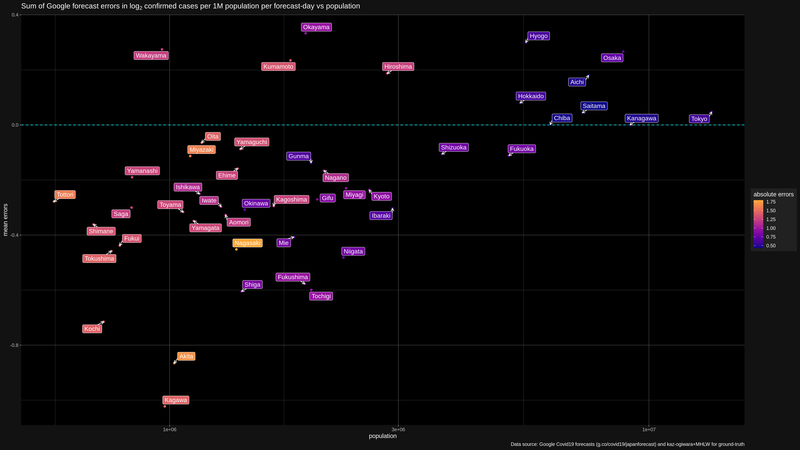 Sum of Google forecast errors in log2 confirmed cases per 1M population per forecast-day vs population
0.4
Okayama
Hyogo
Wakayama
Osaka
Kumamoto
Hiroshima
Aichi
Hokkaido
Saitama
Chiba
Kanagawa
Tokyo
0.0
Oita
Yamaguchi
Miyazaki
Gunma
Shizuoka
Fukuoka
Yamanashi
Ehime
Nagano
Tottori
Ishikawa
Iwate
Kagoshima
Gifu
Miyagi
Kyoto
Toyama
Okinawa
Saga
Ibaraki
Aomori
Yamagata
Shimane
Fukui
-0.4
Nagasaki
Mie
Niigata
Tokushima
Shiga
Fukushima
Tochigi
Kochi
-0.8
Akita
Kagawa
mean errors
absolute errors
1.75
1.50
1.25
1.00
0.75
0.50
1e+06
3e+06
1e+07
population
Data source: Google Covid19 forecasts (g.co/covid19/japanforecast) and kaz-ogiwara+MHLW for ground-truth